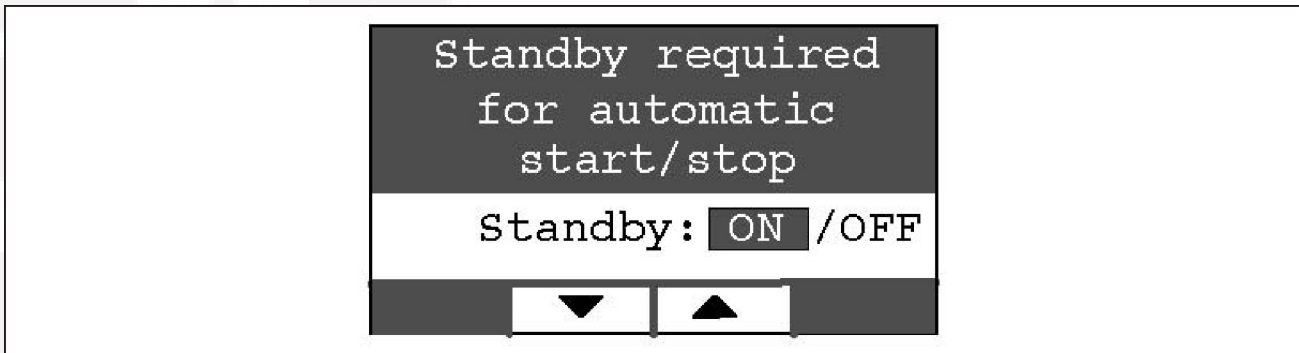 Standby required
for automatic
start/stop
Standby: ON /OFF